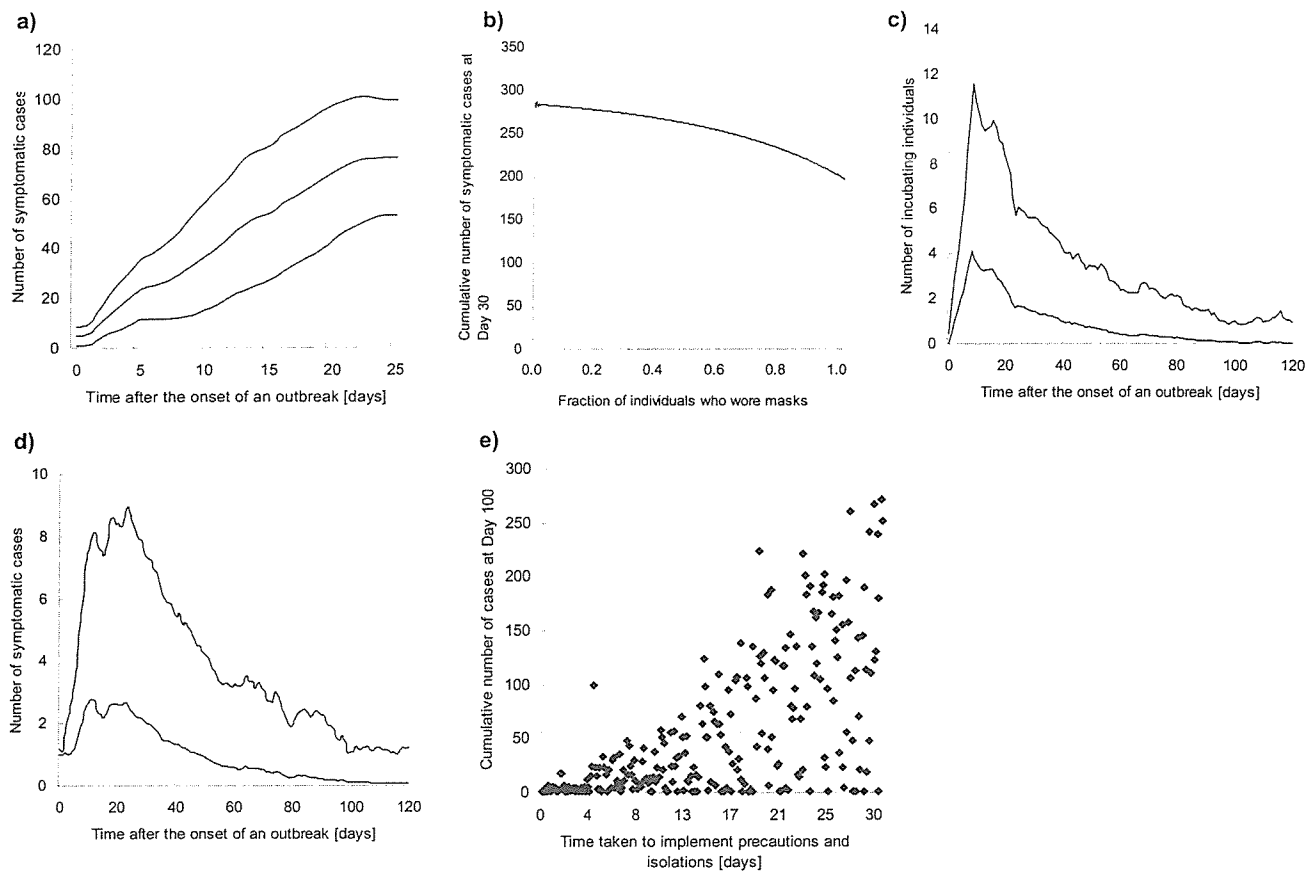 a)
120
100
80
60
40
20
0
Number of symptomatic cases
0 5 10 15 20 25
Time after the onset of an outbreak [days]
b)
350
300
250
200
150
100
50
0
Cumulative number of symptomatic cases at
Day 30
0.0 0.2 0.4 0.6 0.8 1.0
Fraction of individuals who wore masks
c)
14
12
10
8
6
4
2
0
Number of incubating individuals
0 20 40 60 80 100 120
Time after the onset of an outbreak [days]
d)
10
8
6
4
2
0
Number of symptomatic cases
0 20 40 60 80 100 120
Time after the onset of an outbreak [days]
e)
300
250
200
150
100
50
0
Cumulative number of cases at Day 100
0 4 8 13 17 21 25 30
Time taken to implement precautions and
isolations [days]